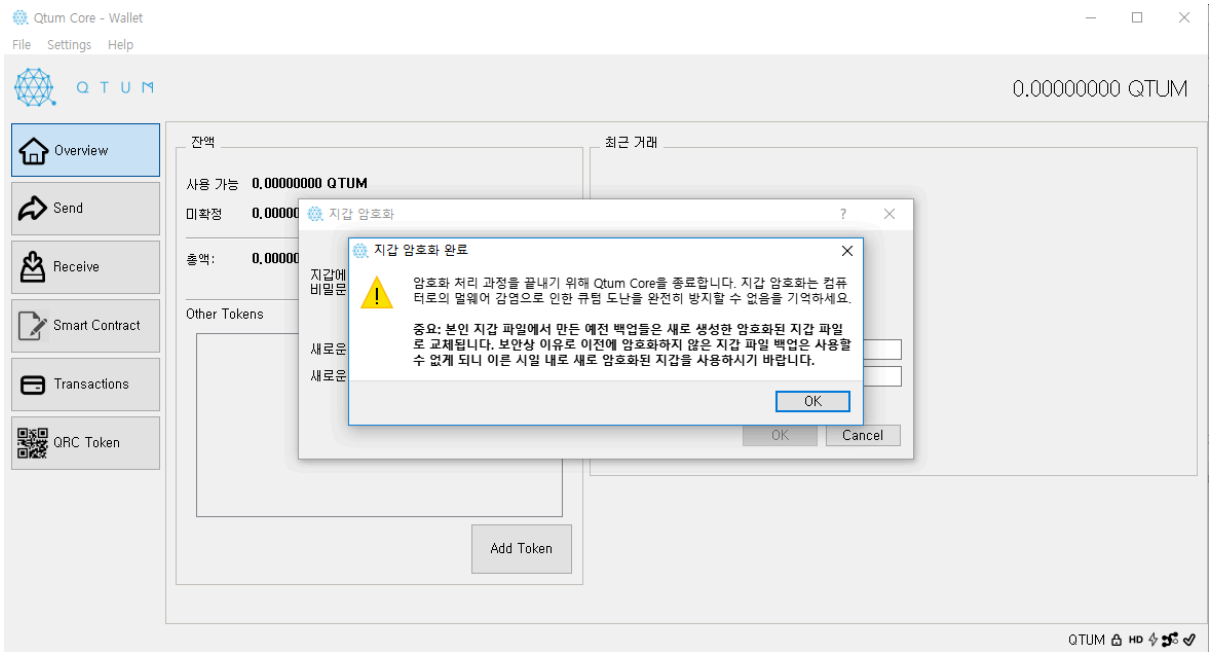 Qtum Core - Wallet
File Settings Help
QTUM
0.00000000 QTUM
Overview
Send
Receive
Smart Contract
Transactions
QRC Token
잔액
사용 가능 0.00000000 QTUM
미확정 0.0000
총액: 0.0000
Other Tokens
Add Token
최근 거래
지갑 암호화
?
지갑에
비밀문
새로운
새로운
OK Cancel
지갑 암호화 완료
암호화 처리 과정을 끝내기 위해 Qtum Core을 종료합니다. 지갑 암호화는 컴퓨
터로의 멀웨어 감염으로 인한 큐텀 도난을 완전히 방지할 수 없음을 기억하세요.
중요: 본인 지갑 파일에서 만든 예전 백업들은 새로 생성한 암호화된 지갑 파일
로 교체됩니다. 보안상 이유로 이전에 암호화하지 않은 지갑 파일 백업은 사용할
수 없게 되니 이른 시일 내로 새로 암호화된 지갑을 사용하시기 바랍니다.
OK
QTUM HD